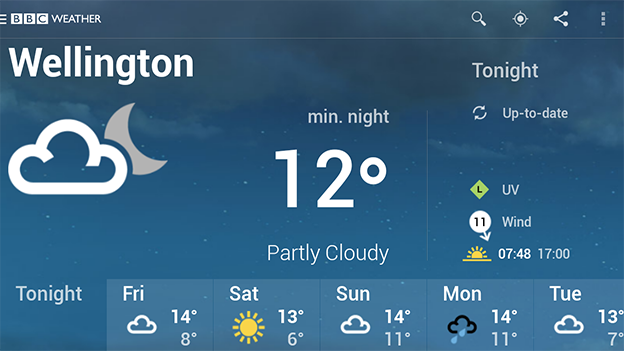 BBC WEATHER
Wellington
Tonight
min. night
Up-to-date
12°
L UV
11 Wind
Partly Cloudy
07:48 17:00
Tonight
Fri
14°
8°
Sat
13°
6°
Sun
14°
11°
Mon
14°
11°
Tue
13°
7°